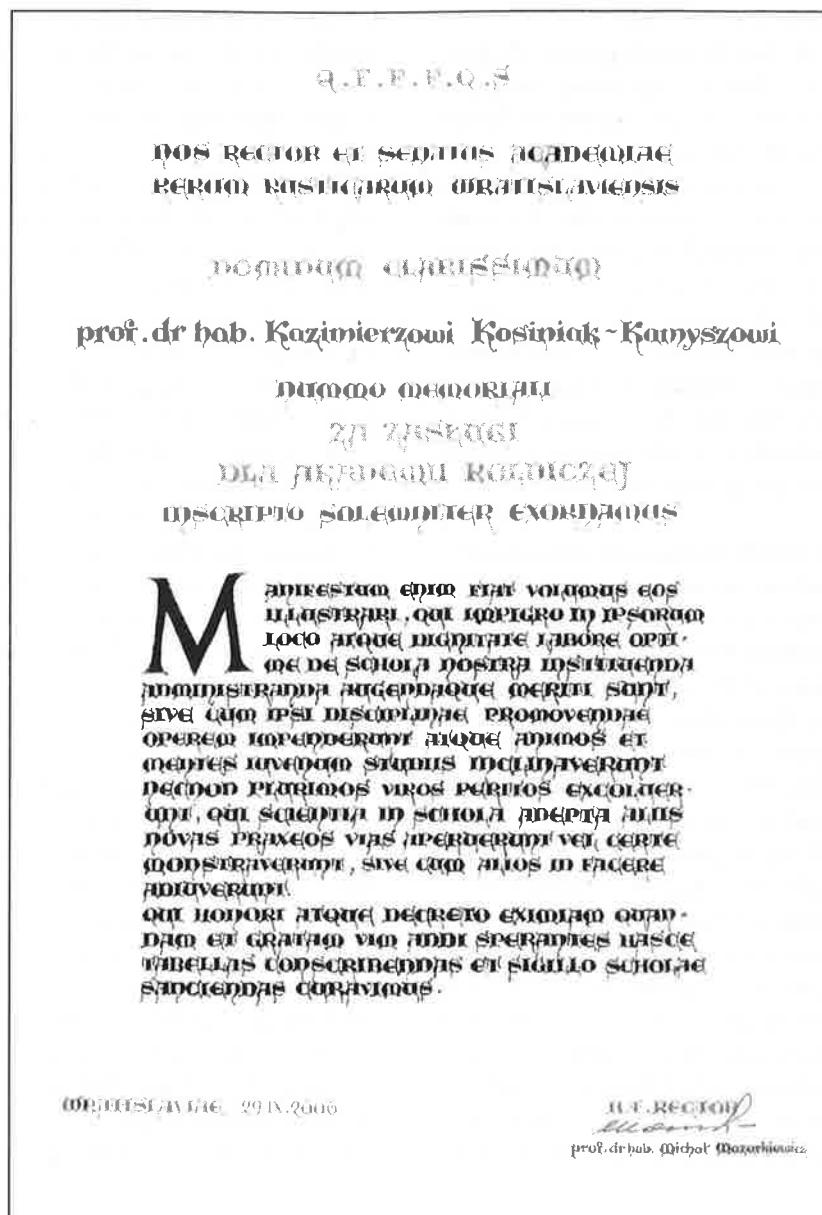 Q.F.F.F.Q.S
NOS RECTOR ET SENATUS ACADEMIAE
RERUM RUSTICARUM WRATISLAVIENSIS
DOMINUM CLARISSIMUM
prof. dr hab. Kazimierzowi Kosiniak-Kamyszowi
NUMMO MEMORIALI
ZA ZASŁUGI
DLA AKADEMII ROLNICZEJ
INSCRIPTO SOLEMNITER EXORNAMUS
MANIFESTUM ENIM FIAT VOLUMUS EOS
ILLUSTRARI, QUI IMPIGRO IN IPSORUM
LOCO ATQUE DIGNITATE LABORE OPTI-
ME DE SCHOLA NOSTRA INSTITUENDA
ADMINISTRANDA AUGENDAQUE MERITI SUNT,
SIVE CUM IPSI DISCIPLINAE PROMOVENDAE
OPEREM IMPENDERUNT ATQUE ANIMOS ET
MENTES IUVENUM STUDIIS INCLINAVERUNT
NECNON PLURIMOS VIROS PERITOS EXCOLUER-
UNT, QUI SCIENTIA IN SCHOLA ADEPTA ALIIS
NOVAS PRAXEOS VIAS APERUERUNT VEL CERTE
MONSTRAVERUNT, SIVE CUM ALIOS ID FACERE
ADIUVERUNT.
QUI HONORI ATQUE DECRETO EXIMIAM QUAN-
DAM ET GRATAM VIM ADDI SPERANTES HASCE
TABELLAS CONSCRIBENDAS ET SIGILLO SCHOLAE
SANCIENDAS CURAVIMUS.
WRATISLAVIAE 29.IX.2006
RECTOR
prof. dr hab. Michał Mazurkiewicz